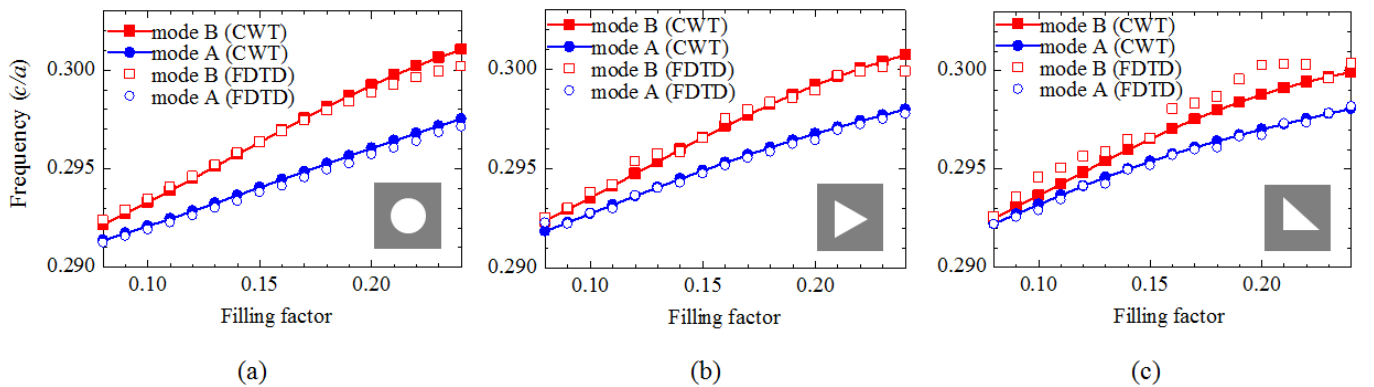 mode B (CWT)
mode A (CWT)
mode B (FDTD)
mode A (FDTD)
Frequency (c/a)
0.300
0.295
0.290
0.10 0.15 0.20
Filling factor
(a)
mode B (CWT)
mode A (CWT)
mode B (FDTD)
mode A (FDTD)
0.300
0.295
0.290
0.10 0.15 0.20
Filling factor
(b)
mode B (CWT)
mode A (CWT)
mode B (FDTD)
mode A (FDTD)
0.300
0.295
0.290
0.10 0.15 0.20
Filling factor
(c)